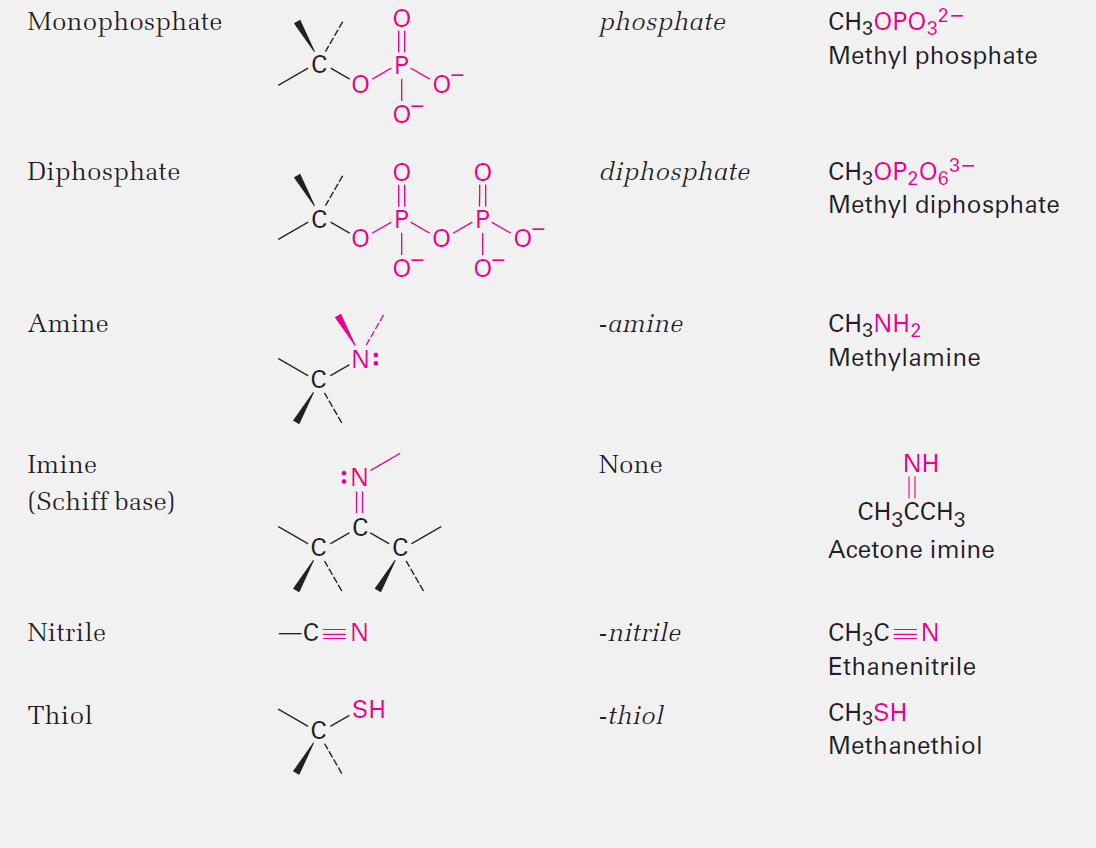 Monophosphate
C O P O O⁻ O⁻
phosphate
CH₃OPO₃²⁻
Methyl phosphate
Diphosphate
C O P O O⁻ O P O O⁻ O⁻
diphosphate
CH₃OP₂O₆³⁻
Methyl diphosphate
Amine
C N:
-amine
CH₃NH₂
Methylamine
Imine
(Schiff base)
:N
C
C C
None
NH
CH₃CCH₃
Acetone imine
Nitrile
—C≡N
-nitrile
CH₃C≡N
Ethanenitrile
Thiol
C SH
-thiol
CH₃SH
Methanethiol